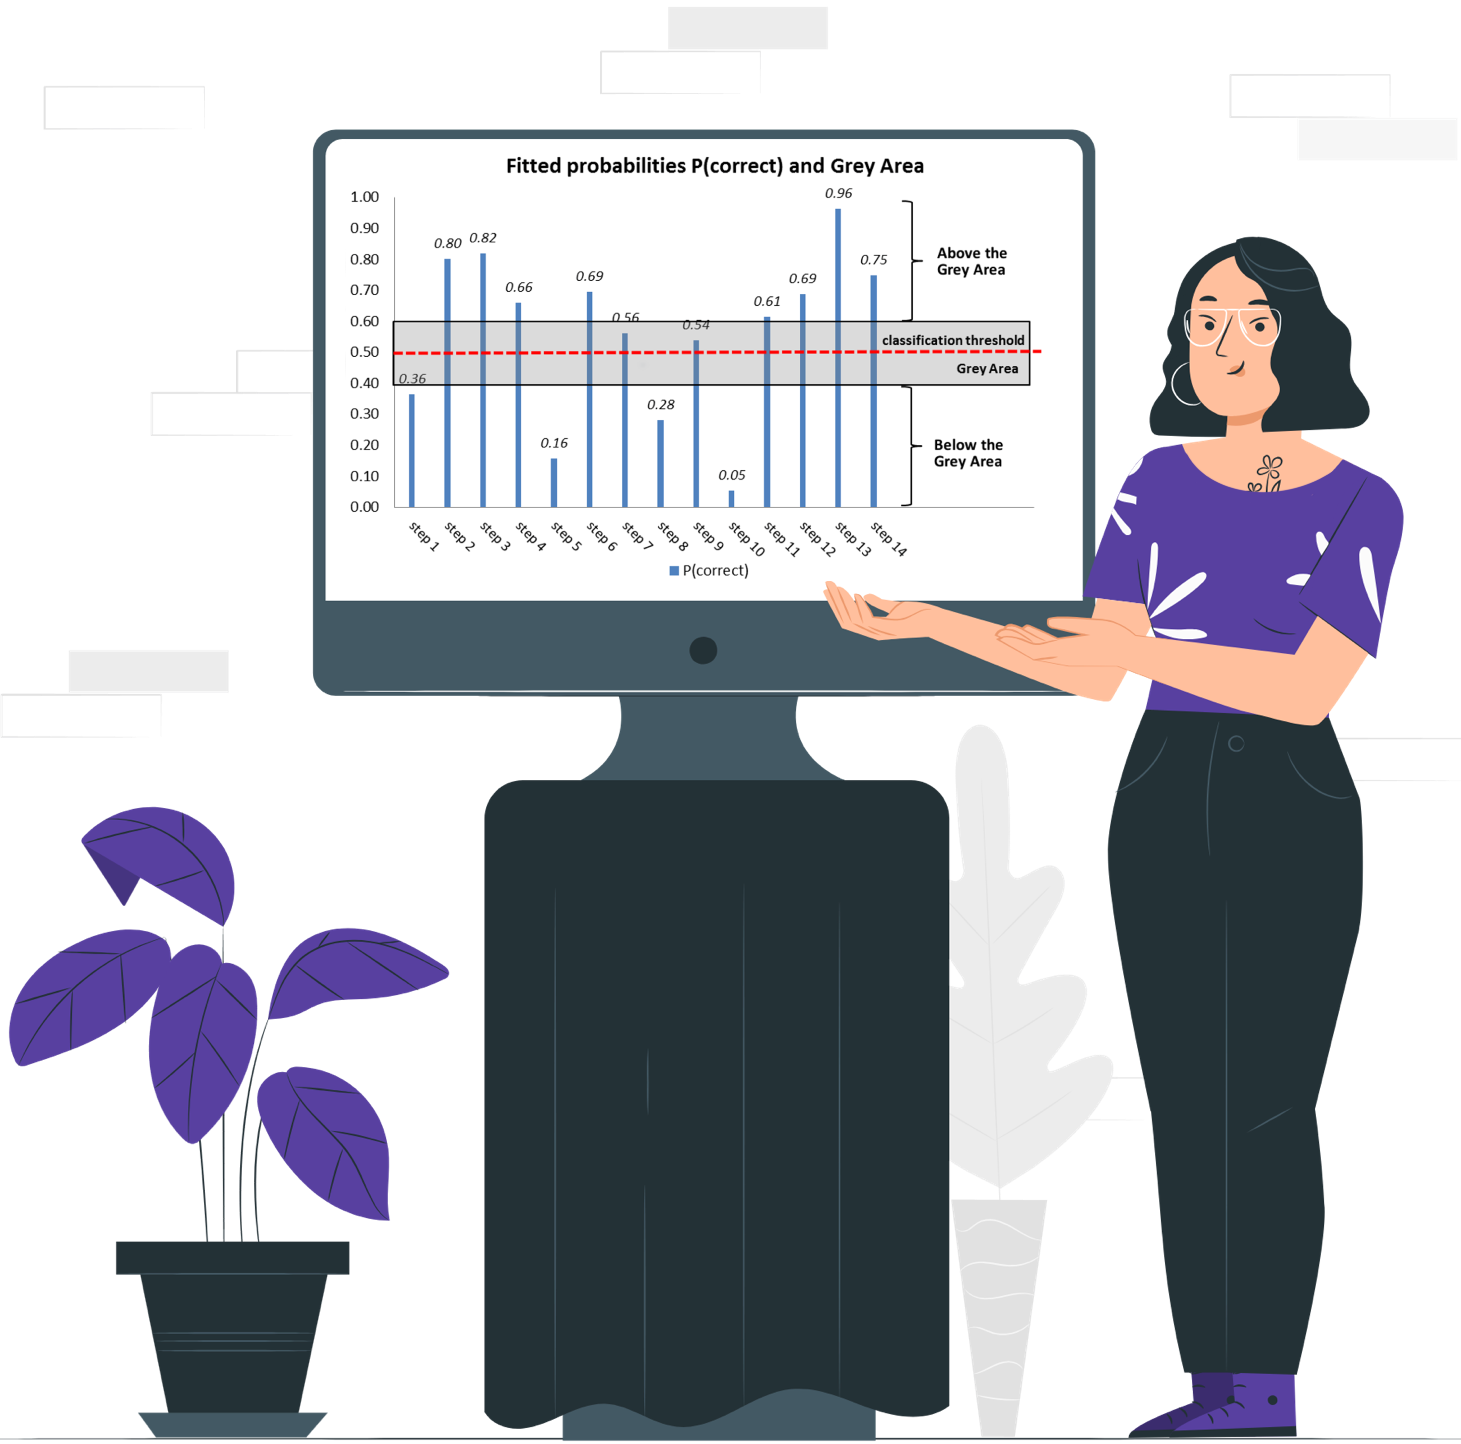 Fitted probabilities P(correct) and Grey Area
1.00
0.90
0.80
0.70
0.60
0.50
0.40
0.30
0.20
0.10
0.00
0.36
0.80
0.82
0.66
0.16
0.69
0.56
0.28
0.54
0.05
0.61
0.69
0.96
0.75
Above the
Grey Area
classification threshold
Grey Area
Below the
Grey Area
step 1
step 2
step 3
step 4
step 5
step 6
step 7
step 8
step 9
step 10
step 11
step 12
step 13
step 14
P(correct)